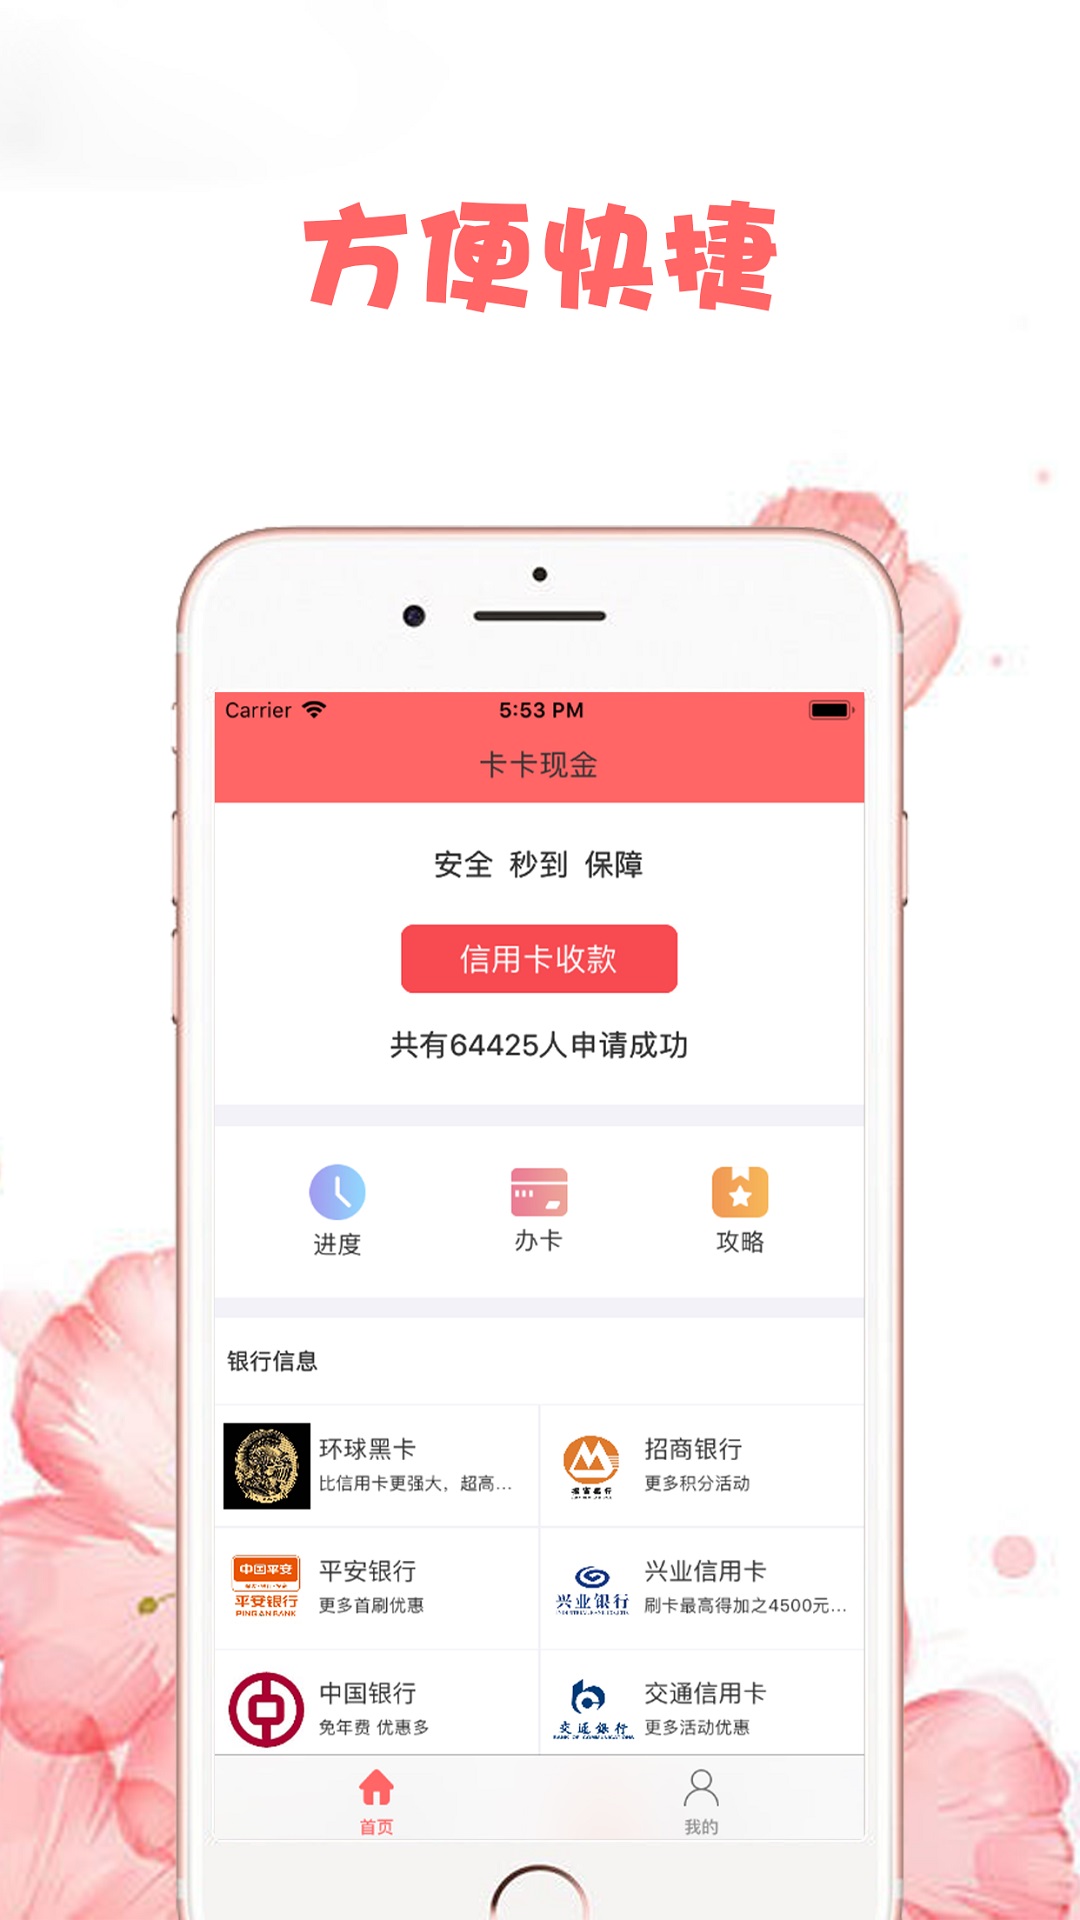 方便快捷
Carrier
5:53 PM
卡卡现金
安全 秒到 保障
信用卡收款
共有64425人申请成功
进度
办卡
攻略
银行信息
环球黑卡
比信用卡更强大，超高...
招商银行
更多积分活动
招商银行
平安银行
更多首刷优惠
中国平安
平安银行
PING AN BANK
兴业信用卡
刷卡最高得加之4500元...
兴业银行
中国银行
免年费 优惠多
交通信用卡
更多活动优惠
交通銀行
BANK OF COMMUNICATIONS
首页
我的